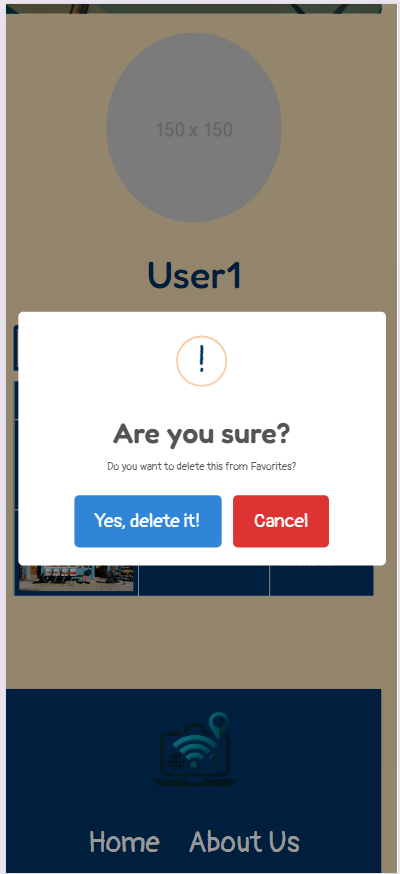 150 x 150
User1
!
Are you sure?
Do you want to delete this from Favorites?
Yes, delete it! Cancel
Home About Us